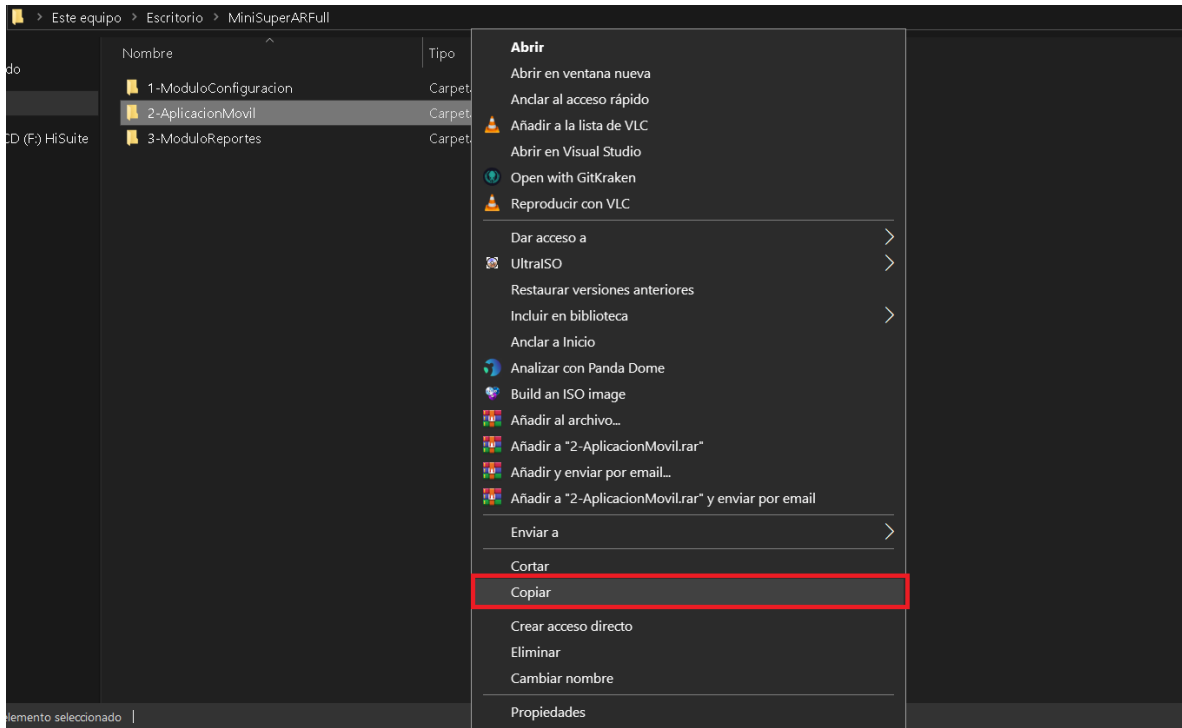 Este equipo > Escritorio > MiniSuperARFull
Nombre Tipo
do
1-ModuloConfiguracion Carpet
2-AplicacionMovil Carpet
CD (F:) HiSuite
3-ModuloReportes Carpet
Abrir
Abrir en ventana nueva
Anclar al acceso rápido
Añadir a la lista de VLC
Abrir en Visual Studio
Open with GitKraken
Reproducir con VLC
Dar acceso a
UltraISO
Restaurar versiones anteriores
Incluir en biblioteca
Anclar a Inicio
Analizar con Panda Dome
Build an ISO image
Añadir al archivo...
Añadir a "2-AplicacionMovil.rar"
Añadir y enviar por email...
Añadir a "2-AplicacionMovil.rar" y enviar por email
Enviar a
Cortar
Copiar
Crear acceso directo
Eliminar
Cambiar nombre
Propiedades
elemento seleccionado